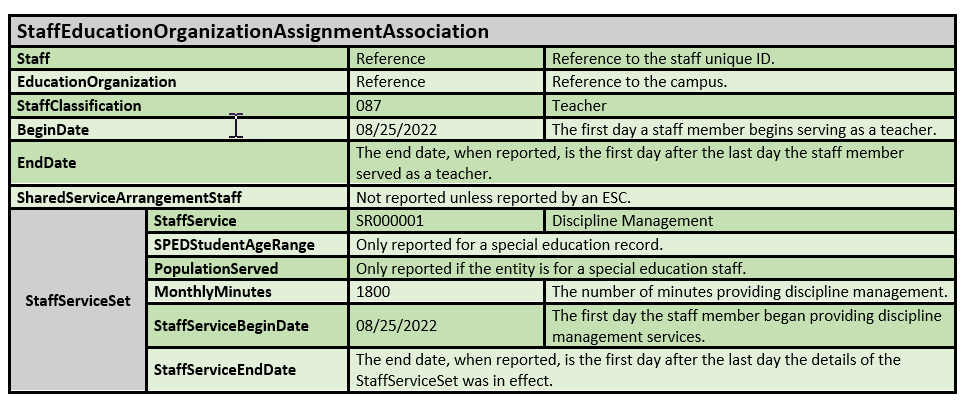 StaffEducationOrganizationAssignmentAssociation
Staff Reference Reference to the staff unique ID.
EducationOrganization Reference Reference to the campus.
StaffClassification 087 Teacher
BeginDate 08/25/2022 The first day a staff member begins serving as a teacher.
EndDate The end date, when reported, is the first day after the last day the staff member
served as a teacher.
SharedServiceArrangementStaff Not reported unless reported by an ESC.
StaffServiceSet
StaffService SR000001 Discipline Management
SPEDStudentAgeRange Only reported for a special education record.
PopulationServed Only reported if the entity is for a special education staff.
MonthlyMinutes 1800 The number of minutes providing discipline management.
StaffServiceBeginDate 08/25/2022 The first day the staff member began providing discipline
management services.
StaffServiceEndDate The end date, when reported, is the first day after the last day the details of the
StaffServiceSet was in effect.